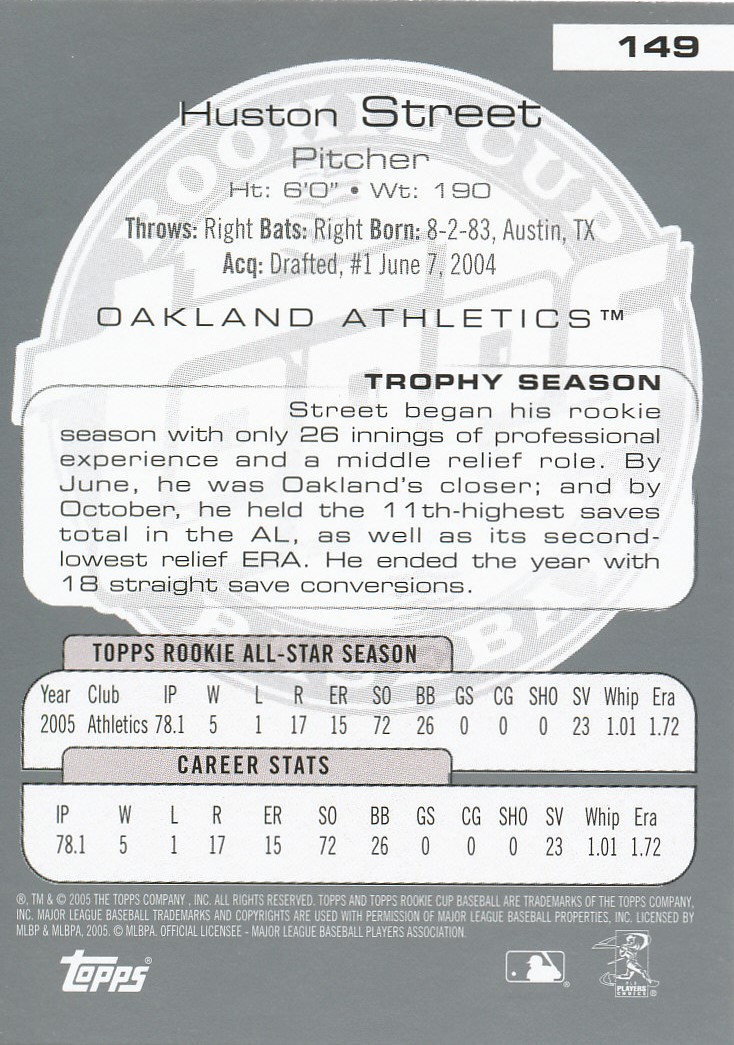 149
ROOKIE CUP
Huston Street
Pitcher
Ht: 6'0" • Wt: 190
Throws: Right Bats: Right Born: 8-2-83, Austin, TX
Acq: Drafted, #1 June 7, 2004
OAKLAND ATHLETICS™
TROPHY SEASON
Street began his rookie
season with only 26 innings of professional
experience and a middle relief role. By
June, he was Oakland's closer; and by
October, he held the 11th-highest saves
total in the AL, as well as its second-
lowest relief ERA. He ended the year with
18 straight save conversions.
TOPPS ROOKIE ALL-STAR SEASON
Year Club IP W L R ER SO BB GS CG SHO SV Whip Era
2005 Athletics 78.1 5 1 17 15 72 26 0 0 0 23 1.01 1.72
CAREER STATS
IP W L R ER SO BB GS CG SHO SV Whip Era
78.1 5 1 17 15 72 26 0 0 0 23 1.01 1.72
®, TM & © 2005 THE TOPPS COMPANY , INC. ALL RIGHTS RESERVED. TOPPS AND TOPPS ROOKIE CUP BASEBALL ARE TRADEMARKS OF THE TOPPS COMPANY,
INC. MAJOR LEAGUE BASEBALL TRADEMARKS AND COPYRIGHTS ARE USED WITH PERMISSION OF MAJOR LEAGUE BASEBALL PROPERTIES, INC. LICENSED BY
MLBP & MLBPA, 2005. © MLBPA. OFFICIAL LICENSEE - MAJOR LEAGUE BASEBALL PLAYERS ASSOCIATION.
topps®
PLAYERS
CHOICE ®